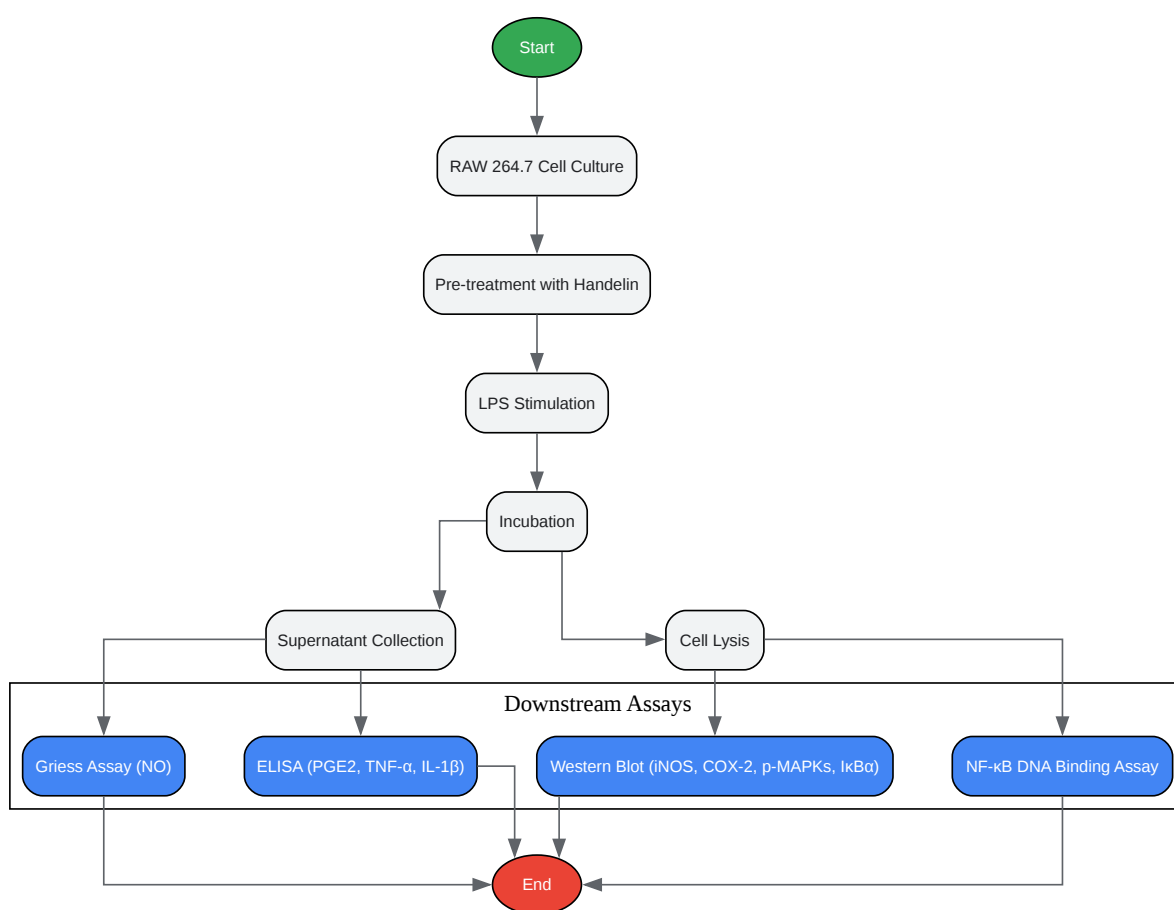 Start
RAW 264.7 Cell Culture
Pre-treatment with Handelin
LPS Stimulation
Incubation
Supernatant Collection
Cell Lysis
Downstream Assays
Griess Assay (NO)
ELISA (PGE2, TNF-α, IL-1β)
Western Blot (iNOS, COX-2, p-MAPKs, IκBα)
NF-κB DNA Binding Assay
End